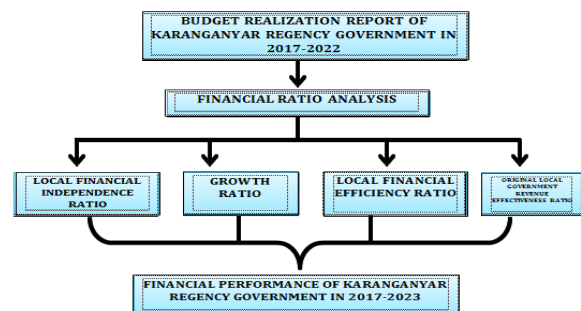 BUDGET REALIZATION REPORT OF
KARANGANYAR REGENCY GOVERNMENT IN
2017-2022
FINANCIAL RATIO ANALYSIS
LOCAL FINANCIAL
INDEPENDENCE
RATIO
GROWTH
RATIO
LOCAL FINANCIAL
EFFICIENCY RATIO
ORIGINAL LOCAL
GOVERNMENT
REVENUE
EFFECTIVENESS RATIO
FINANCIAL PERFORMANCE OF KARANGANYAR
REGENCY GOVERNMENT IN 2017-2023